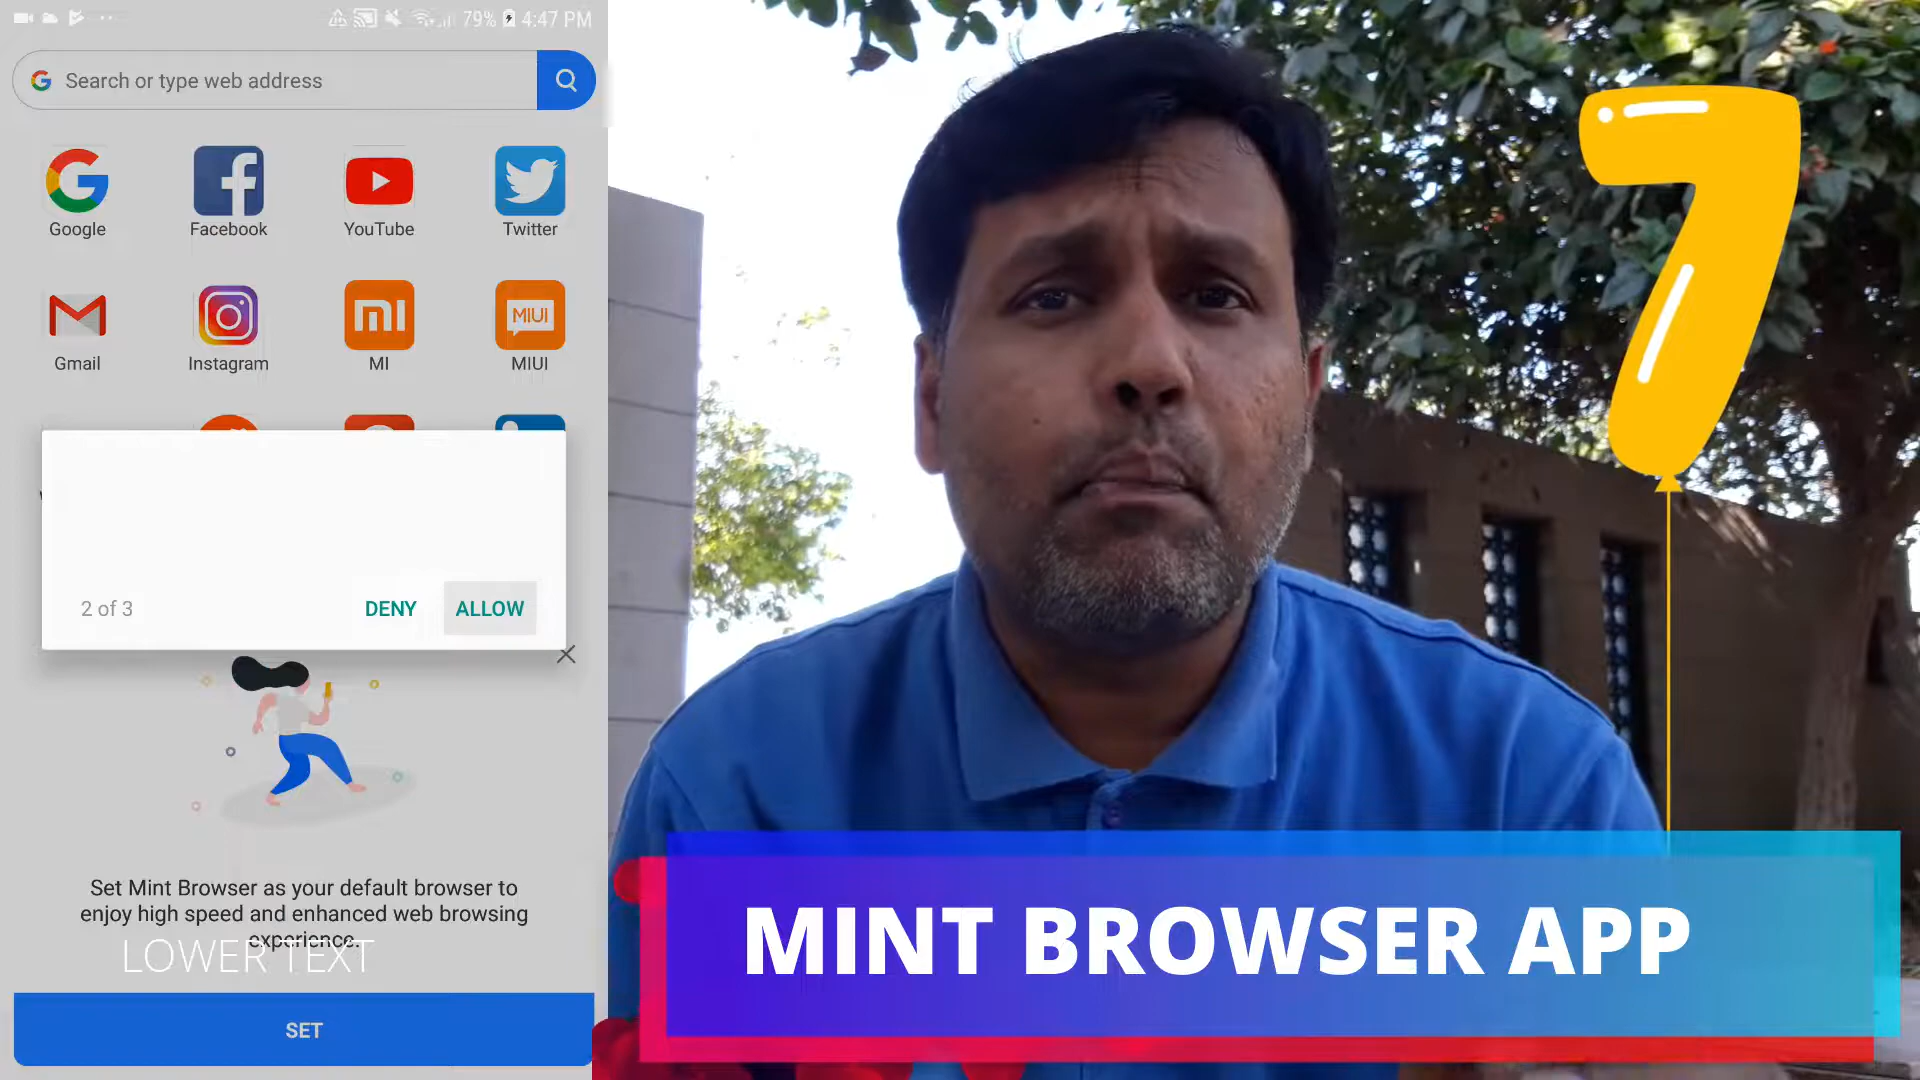 79% 4:47 PM
Search or type web address
Google Facebook YouTube Twitter
Gmail Instagram MI MIUI
MIUI
2 of 3 DENY ALLOW
Set Mint Browser as your default browser to
enjoy high speed and enhanced web browsing
experience.
LOWER TEXT
SET
7
MINT BROWSER APP